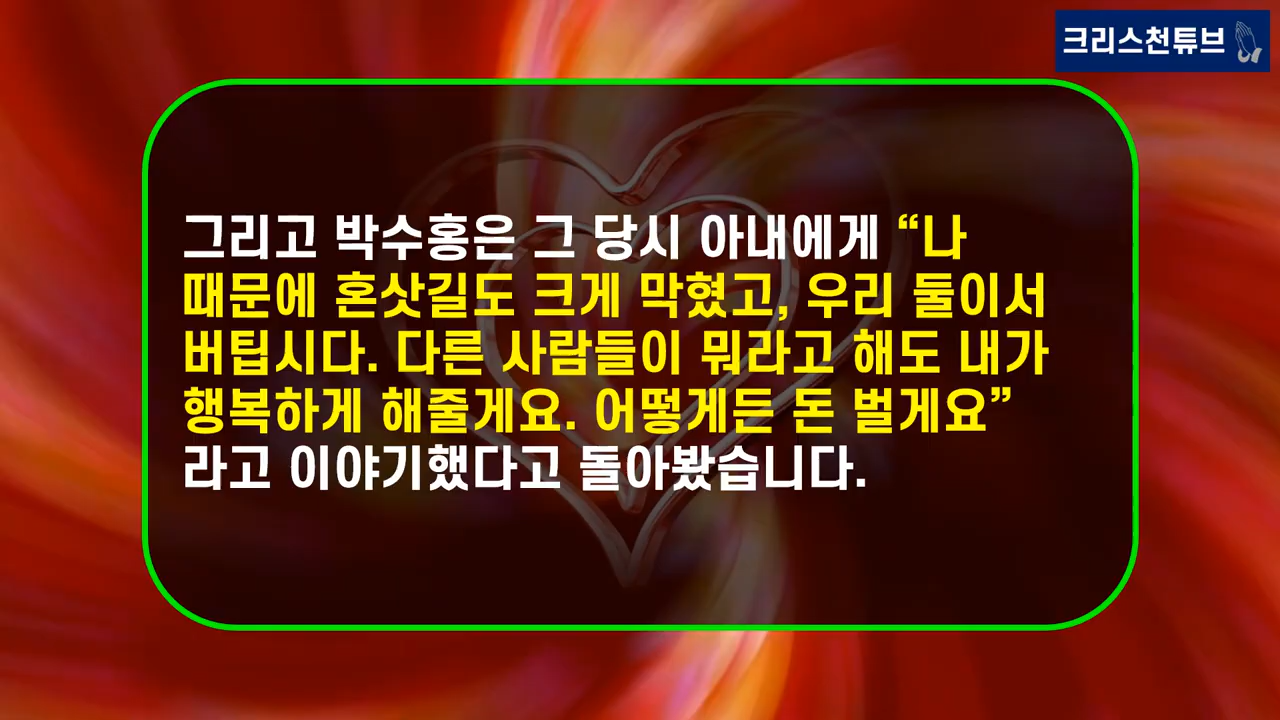 크리스천튜브
그리고 박수홍은 그 당시 아내에게 “나
때문에 혼삿길도 크게 막혔고, 우리 둘이서
버팁시다. 다른 사람들이 뭐라고 해도 내가
행복하게 해줄게요. 어떻게든 돈 벌게요”
라고 이야기했다고 돌아봤습니다.